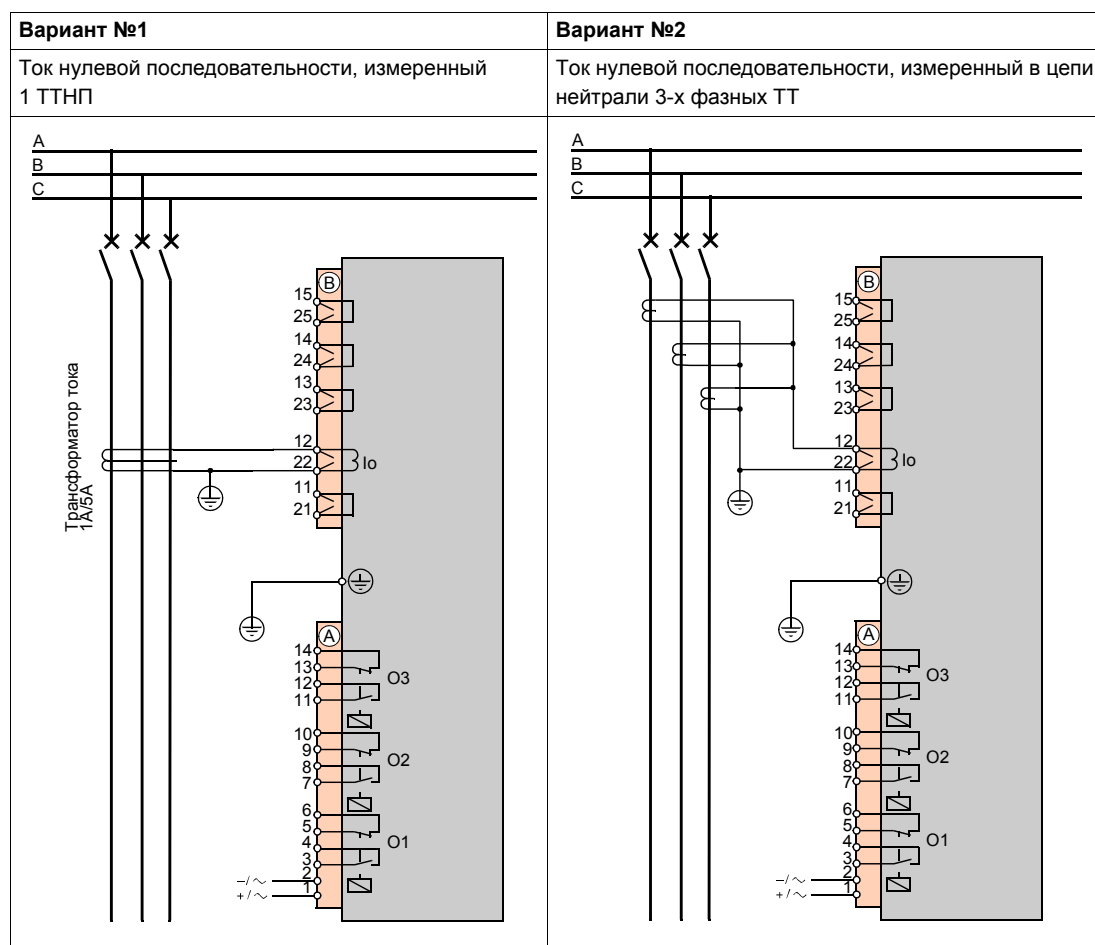 Вариант №1
Ток нулевой последовательности, измеренный
1 ТТНП
A
B
C
B
15
25
14
24
13
23
12
22
Io
11
21
Трансформатор тока
1А/5А
A
14
13
O3
12
11
10
9
O2
8
7
6
5
O1
4
3
2
–/~
1
+/~
Вариант №2
Ток нулевой последовательности, измеренный в цепи
нейтрали 3-х фазных ТТ
A
B
C
B
15
25
14
24
13
23
12
22
Io
11
21
A
14
13
O3
12
11
10
9
O2
8
7
6
5
O1
4
3
2
–/~
1
+/~